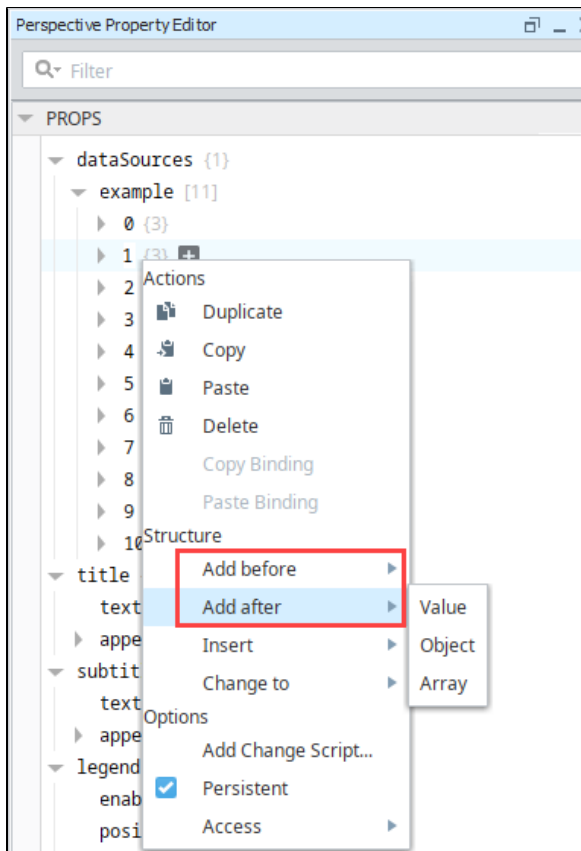 Perspective Property Editor
Filter
PROPS
dataSources {1}
example [11]
0 {3}
1 {3}
Actions
2
Duplicate
3
4
Copy
5
Paste
6
Delete
7
8
Copy Binding
9
Paste Binding
10
Structure
Add before
title
text
Add after
Value
appe
Insert
Object
subtit
Change to
Array
text
Options
appe
Add Change Script...
legend
enab
Persistent
posi
Access